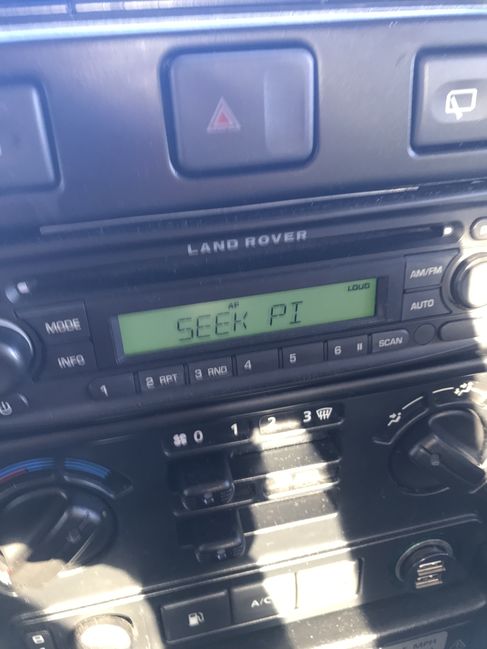 LAND ROVER
AF
LOUD
SEEK PI
MODE
INFO
AM/FM
AUTO
1
2 RPT
3 RND
4
5
6 II
SCAN
0 1 2 3
A/C
MPH